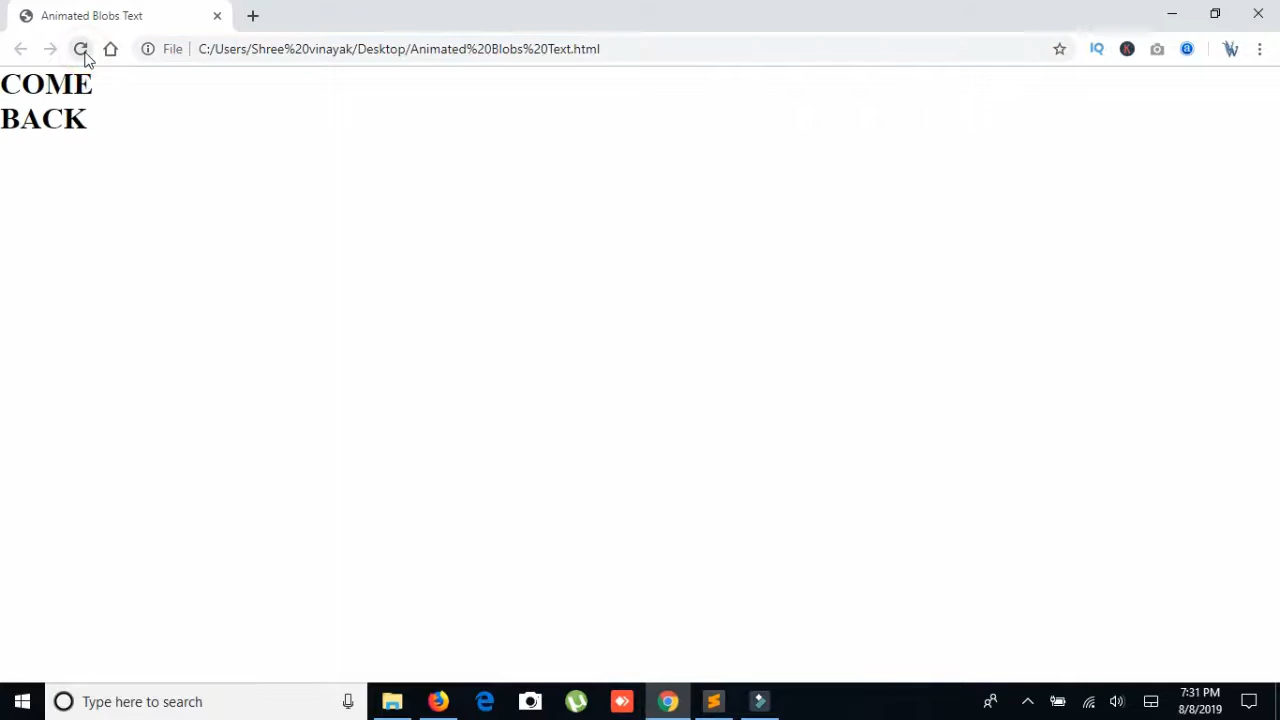 Animated Blobs Text
File
C:/Users/Shree%20vinayak/Desktop/Animated%20Blobs%20Text.html
IQ
K
a
COME
BACK
Type here to search
7:31 PM
8/8/2019